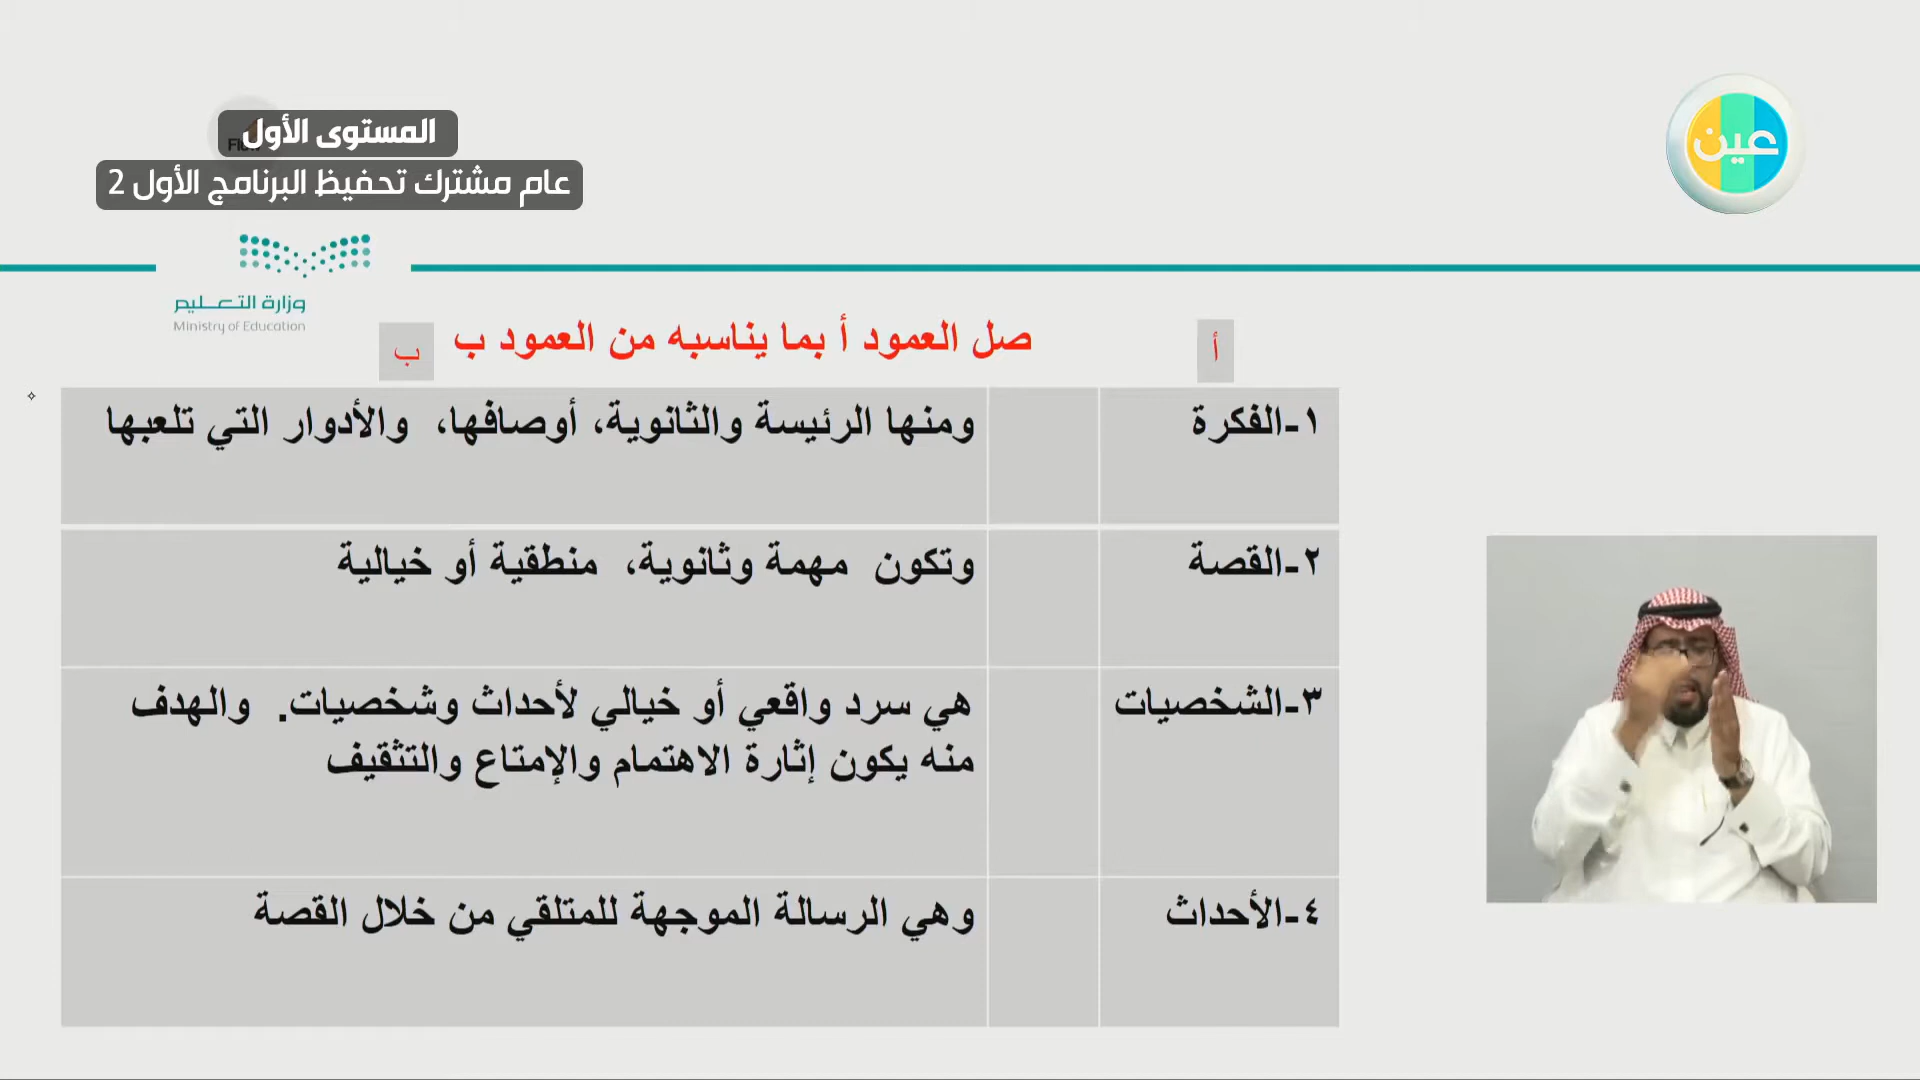 المستوى الأول
عام مشترك تحفيظ البرنامج الأول 2
عين
وزارة التعليم
Ministry of Education
صل العمود أ بما يناسبه من العمود ب
أ
ب
١-الفكرة
ومنها الرئيسة والثانوية، أوصافها، والأدوار التي تلعبها
٢-القصة
وتكون مهمة وثانوية، منطقية أو خيالية
٣-الشخصيات
هي سرد واقعي أو خيالي لأحداث وشخصيات. والهدف
منه يكون إثارة الاهتمام والإمتاع والتثقيف
٤-الأحداث
وهي الرسالة الموجهة للمتلقي من خلال القصة